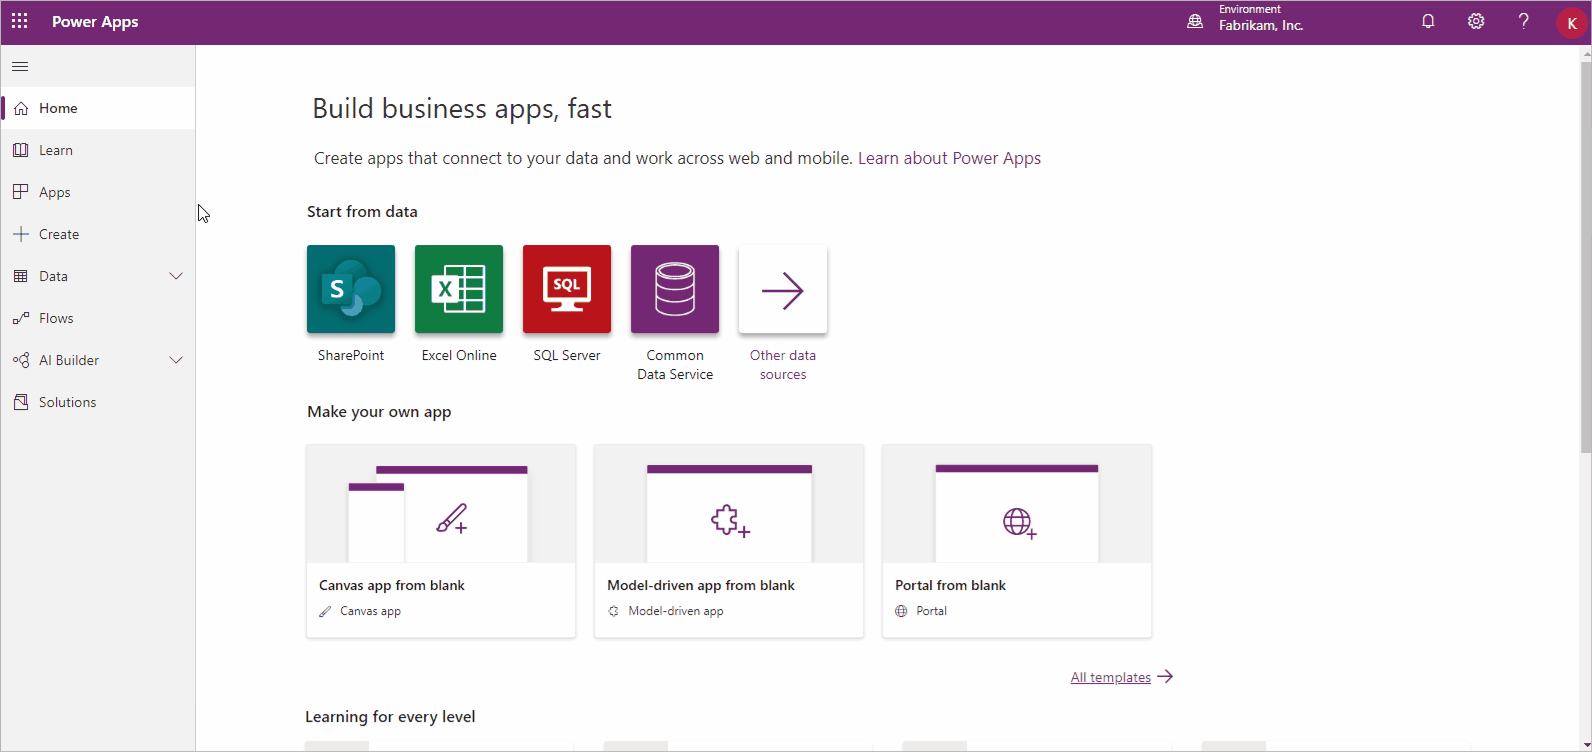 Power Apps
Environment
Fabrikam, Inc.
?
K
Home
Learn
Apps
Create
Data
Flows
AI Builder
Solutions
Build business apps, fast
Create apps that connect to your data and work across web and mobile. Learn about Power Apps
Start from data
S
X
SQL
SharePoint
Excel Online
SQL Server
Common
Data Service
Other data
sources
Make your own app
Canvas app from blank
Canvas app
Model-driven app from blank
Model-driven app
Portal from blank
Portal
All templates
Learning for every level